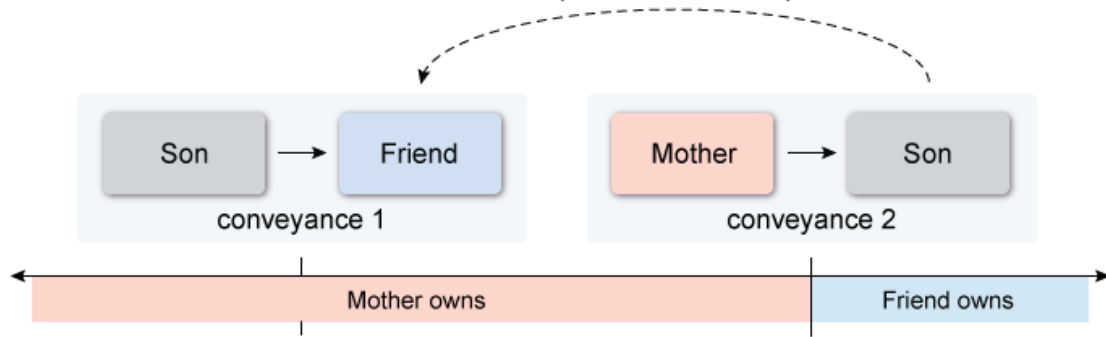 Son
Friend
Mother
Son
conveyance 1
conveyance 2
Mother owns
Friend owns